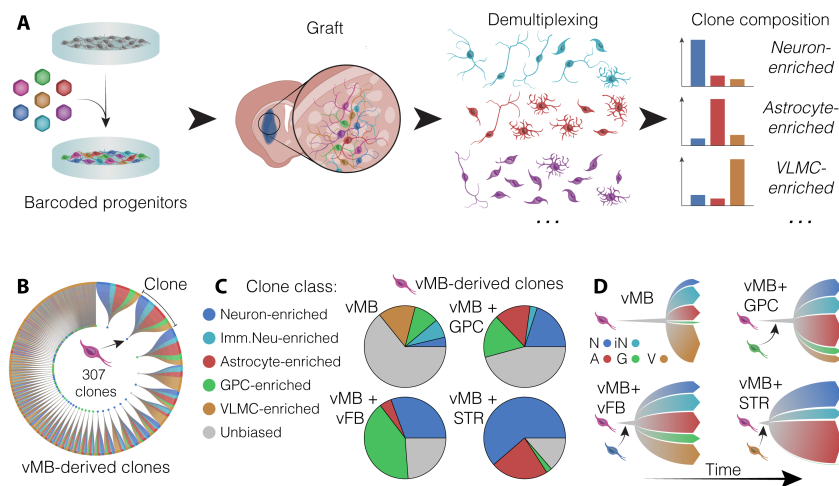 A
Barcoded progenitors
Graft
Demultiplexing
...
Clone composition
Neuron-
enriched
Astrocyte-
enriched
VLMC-
enriched
...
B
Clone
307
clones
vMB-derived clones
C
Clone class:
Neuron-enriched
Imm.Neu-enriched
Astrocyte-enriched
GPC-enriched
VLMC-enriched
Unbiased
vMB-derived clones
vMB
vMB +
GPC
vMB +
vFB
vMB +
STR
D
vMB
N iN
A G V
vMB+
GPC
vMB+
vFB
vMB+
STR
Time